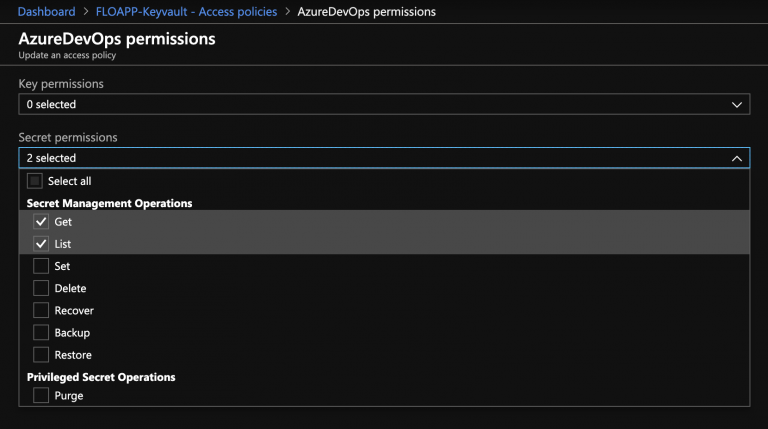 Dashboard > FLOAPP-Keyvault - Access policies > AzureDevOps permissions
AzureDevOps permissions
Update an access policy
Key permissions
0 selected
Secret permissions
2 selected
Select all
Secret Management Operations
Get
List
Set
Delete
Recover
Backup
Restore
Privileged Secret Operations
Purge